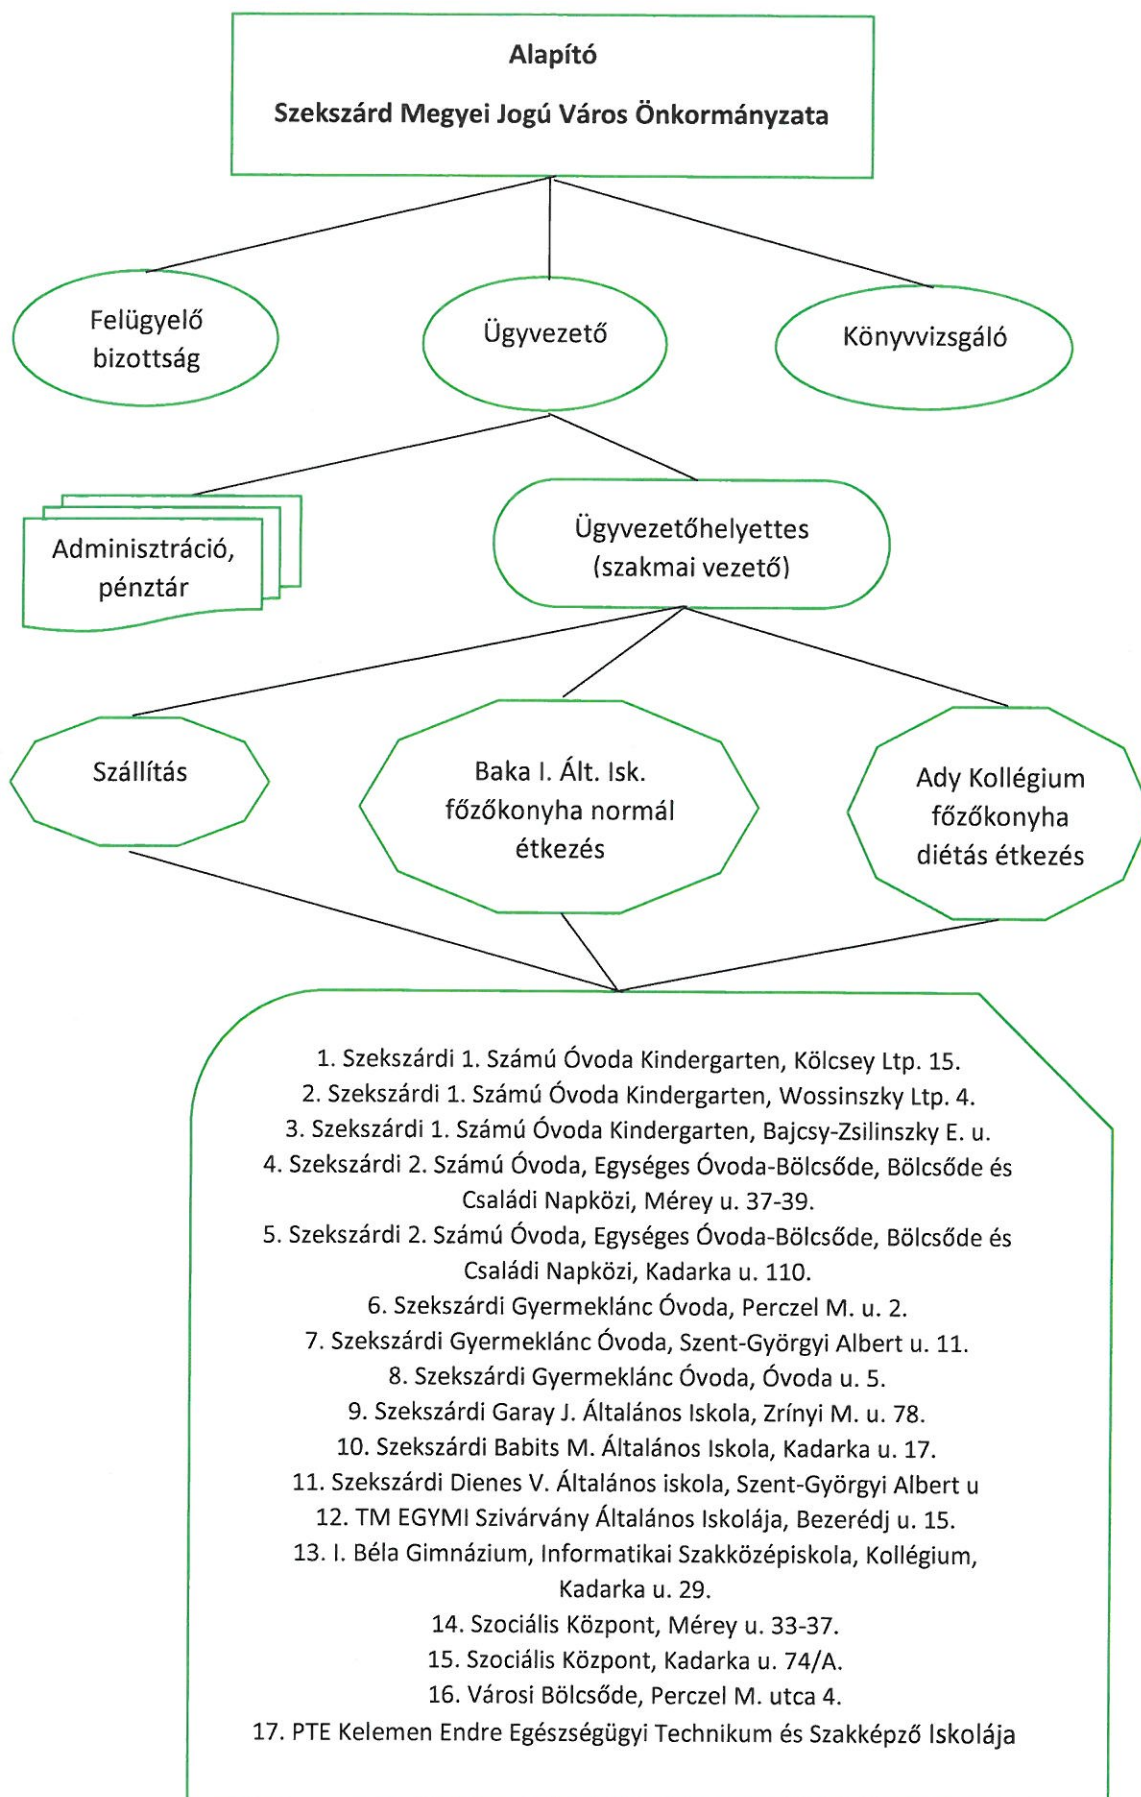 Alapító
Szekszárd Megyei Jogú Város Önkormányzata
Felügyelő
bizottság
Ügyvezető
Könyvvizsgáló
Adminisztráció,
pénztár
Ügyvezetőhelyettes
(szakmai vezető)
Szállítás
Baka I. Ált. Isk.
főzőkonyha normál
étkezés
Ady Kollégium
főzőkonyha
diétás étkezés
1. Szekszárdi 1. Számú Óvoda Kindergarten, Kölcsey Ltp. 15.
2. Szekszárdi 1. Számú Óvoda Kindergarten, Wossinszky Ltp. 4.
3. Szekszárdi 1. Számú Óvoda Kindergarten, Bajcsy-Zsilinszky E. u.
4. Szekszárdi 2. Számú Óvoda, Egységes Óvoda-Bölcsőde, Bölcsőde és
Családi Napközi, Mérey u. 37-39.
5. Szekszárdi 2. Számú Óvoda, Egységes Óvoda-Bölcsőde, Bölcsőde és
Családi Napközi, Kadarka u. 110.
6. Szekszárdi Gyermeklánc Óvoda, Perczel M. u. 2.
7. Szekszárdi Gyermeklánc Óvoda, Szent-Györgyi Albert u. 11.
8. Szekszárdi Gyermeklánc Óvoda, Óvoda u. 5.
9. Szekszárdi Garay J. Általános Iskola, Zrínyi M. u. 78.
10. Szekszárdi Babits M. Általános Iskola, Kadarka u. 17.
11. Szekszárdi Dienes V. Általános iskola, Szent-Györgyi Albert u
12. TM EGYMI Szivárvány Általános Iskolája, Bezerédj u. 15.
13. I. Béla Gimnázium, Informatikai Szakközépiskola, Kollégium,
Kadarka u. 29.
14. Szociális Központ, Mérey u. 33-37.
15. Szociális Központ, Kadarka u. 74/A.
16. Városi Bölcsőde, Perczel M. utca 4.
17. PTE Kelemen Endre Egészségügyi Technikum és Szakképző Iskolája